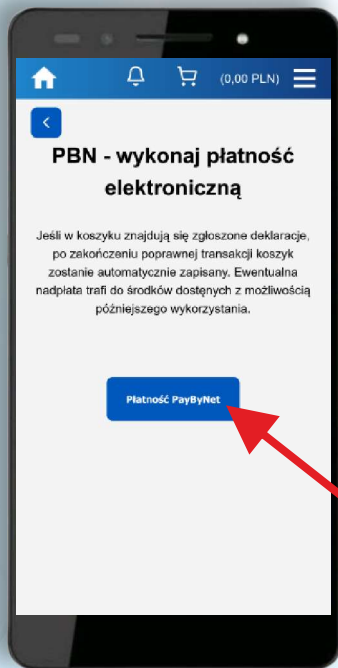 (0,00 PLN)
PBN - wykonaj płatność
elektroniczną
Jeśli w koszyku znajdują się zgłoszone deklaracje,
po zakończeniu poprawnej transakcji koszyk
zostanie automatycznie zapisany. Ewentualna
nadpłata trafi do środków dostęnych z możliwością
późniejszego wykorzystania.
Płatność PayByNet